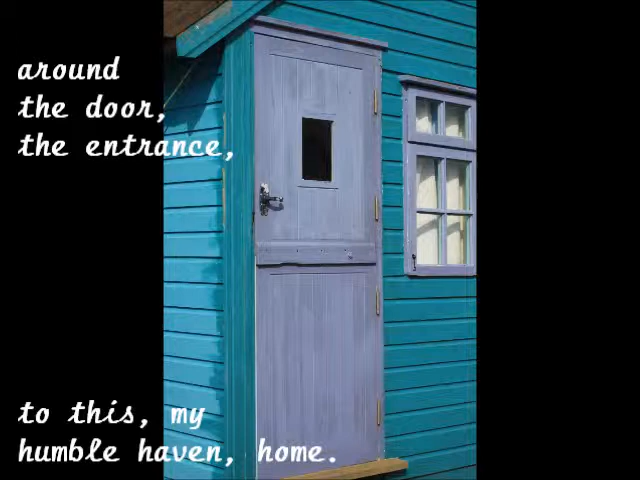 around
the door,
the entrance,
to this, my
humble haven, home.